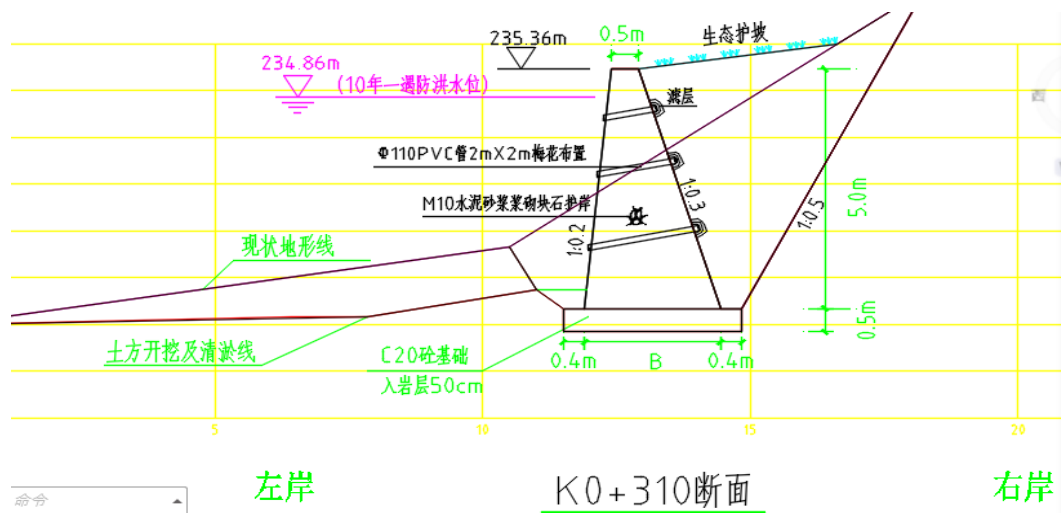 235.36m
0.5m
生态护坡
234.86m
(10年一遇防洪水位)
滤层
西
Φ110PVC管2mX2m梅花布置
M10水泥砂浆浆砌块石护岸
1:0.3
1:0.2
1:0.5
5.0m
现状地形线
土方开挖及清淤线
C20砼基础
入岩层50cm
0.4m
B
0.4m
0.5m
5
10
15
20
左岸
K0+310断面
右岸
命令